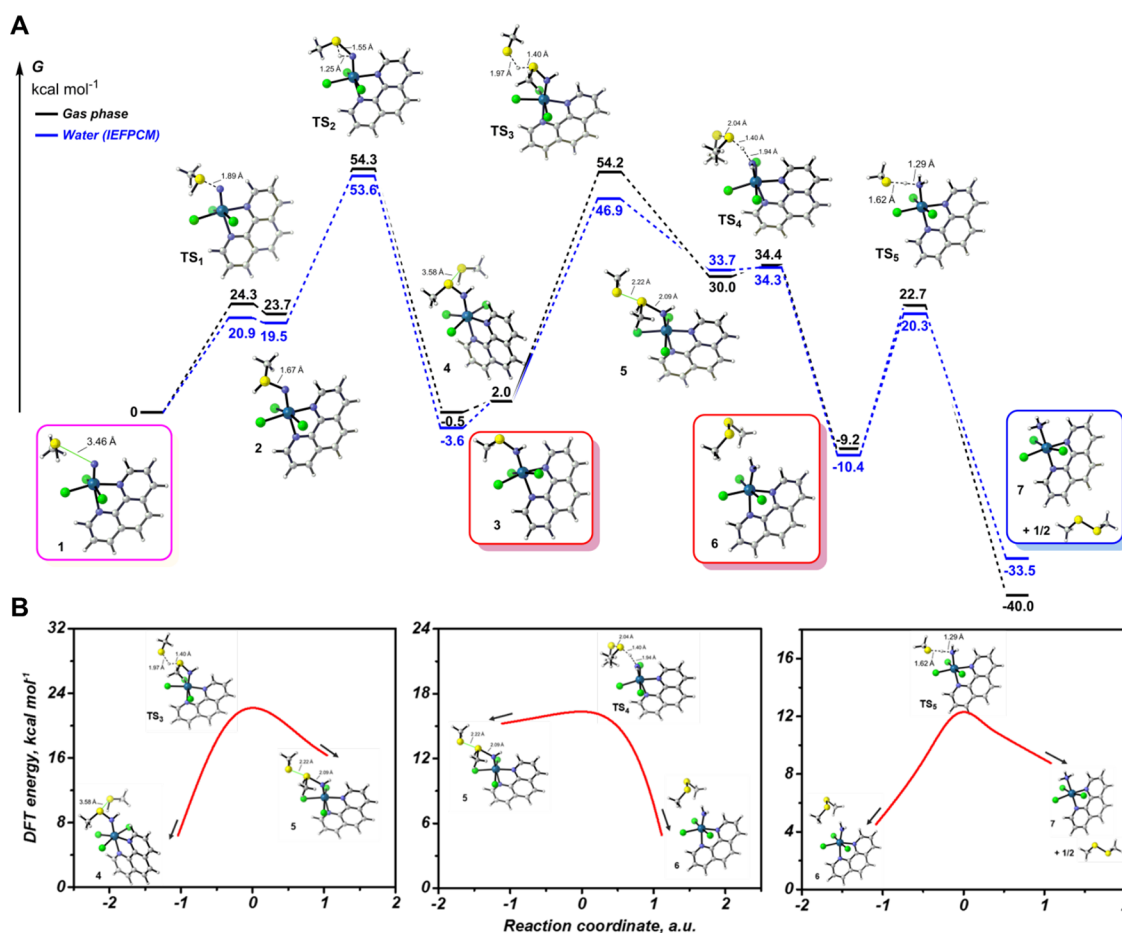 A
G
kcal mol⁻¹
Gas phase
Water (IEFPCM)
1.55 Å
1.25 Å
TS₂
1.97 Å
1.40 Å
TS₃
2.04 Å
1.40 Å
1.94 Å
TS₄
1.29 Å
1.62 Å
TS₅
1.89 Å
TS₁
54.3
53.6
54.2
46.9
24.3
23.7
20.9
19.5
3.58 Å
4
2.22 Å
2.09 Å
5
33.7
30.0
34.4
34.3
22.7
20.3
1.67 Å
2
0
-0.5
-3.6
2.0
-9.2
-10.4
-33.5
-40.0
3.46 Å
1
3
6
7
+ 1/2
B
DFT energy, kcal mol⁻¹
32
24
16
8
0
-2 -1 0 1 2
1.97 Å
1.40 Å
TS₃
3.58 Å
4
2.22 Å
2.09 Å
5
24
18
12
6
0
-2 -1 0 1 2
2.04 Å
1.40 Å
1.94 Å
TS₄
2.22 Å
2.09 Å
5
6
16
12
8
4
0
-2 -1 0 1 2
1.29 Å
1.62 Å
TS₅
6
7
+ 1/2
Reaction coordinate, a.u.